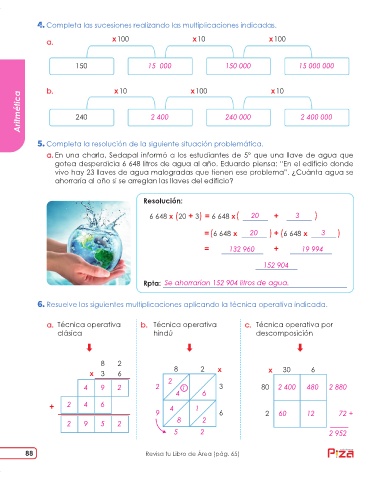 4. Completa las sucesiones realizando las multiplicaciones indicadas.
a. x 100 x 10 x 100
150 15 000 150 000 15 000 000
b. x 10 x 100 x 10
240 2 400 240 000 2 400 000
Aritmética
5. Completa la resolución de la siguiente situación problemática.
a. En una charla, Sedapal informó a los estudiantes de 5° que una llave de agua que
gotea desperdicia 6 648 litros de agua al año. Eduardo piensa: "En el edificio donde
vivo hay 23 llaves de agua malogradas que tienen ese problema". ¿Cuánta agua se
ahorraría al año si se arreglan las llaves del edificio?
Resolución:
6 648 x (20 + 3) = 6 648 x ( 20 + 3 )
= (6 648 x 20 ) + (6 648 x 3 )
= 132 960 + 19 994
152 904
Rpta: Se ahorrarían 152 904 litros de agua.
6. Resuelve las siguientes multiplicaciones aplicando la técnica operativa indicada.
a. Técnica operativa clásica
8 2
x 3 6
4 9 2
+ 2 4 6
2 9 5 2
b. Técnica operativa hindú
8 2 x
2 2 1 3
4 6
9 4 1 6
8 2
5 2
c. Técnica operativa por descomposición
x 30 6
80 2 400 480 2 880
2 60 12 72 +
2 952
88
Revisa tu Libro de Área (pág. 65)
Piza